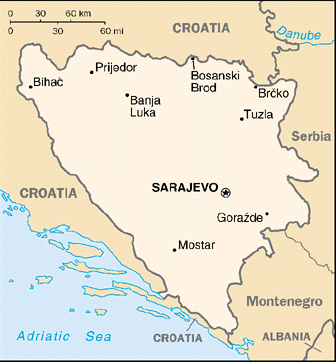 0 30 60 km
0 30 60 mi
CROATIA
Danube
Prijedor
Bihać
Bosanski
Brod
Banja
Luka
Brčko
Tuzla
Serbia
CROATIA
SARAJEVO
Goražde
Mostar
Montenegro
Adriatic Sea
CROATIA
ALBANIA